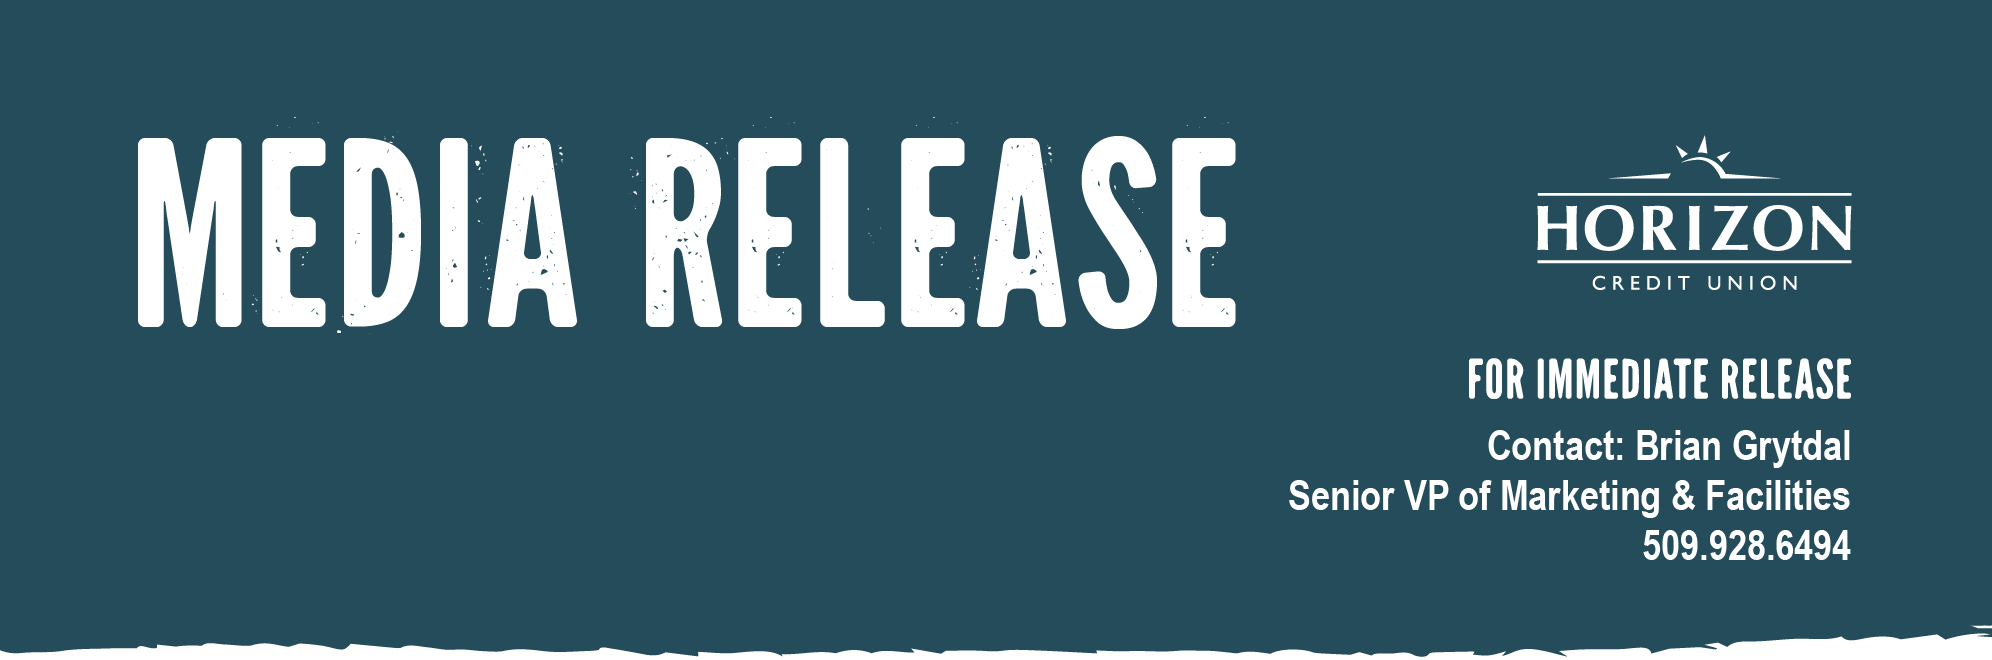 MEDIA RELEASE
HORIZON
CREDIT UNION
FOR IMMEDIATE RELEASE
Contact: Brian Grytdal
Senior VP of Marketing & Facilities
509.928.6494